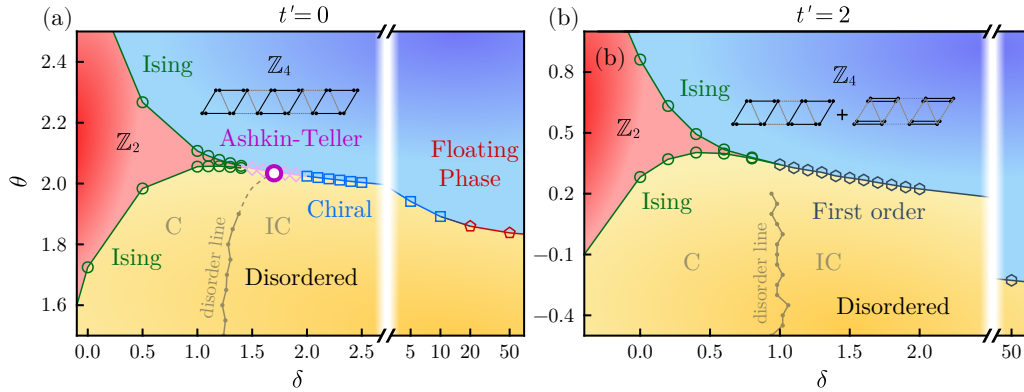 (a)
t′ = 0
θ
2.4
2.2
2.0
1.8
1.6
Ising
ℤ₄
ℤ₂
Ashkin-Teller
Floating
Phase
Chiral
C
IC
Ising
disorder line
Disordered
0.0 0.5 1.0 1.5 2.0 2.5 5 10 20 50
δ
(b)
t′ = 2
0.8
0.5
0.2
−0.1
−0.4
(b)
Ising
ℤ₄
+
ℤ₂
Ising
First order
C
IC
disorder line
Disordered
0.0 0.5 1.0 1.5 2.0 50
δ